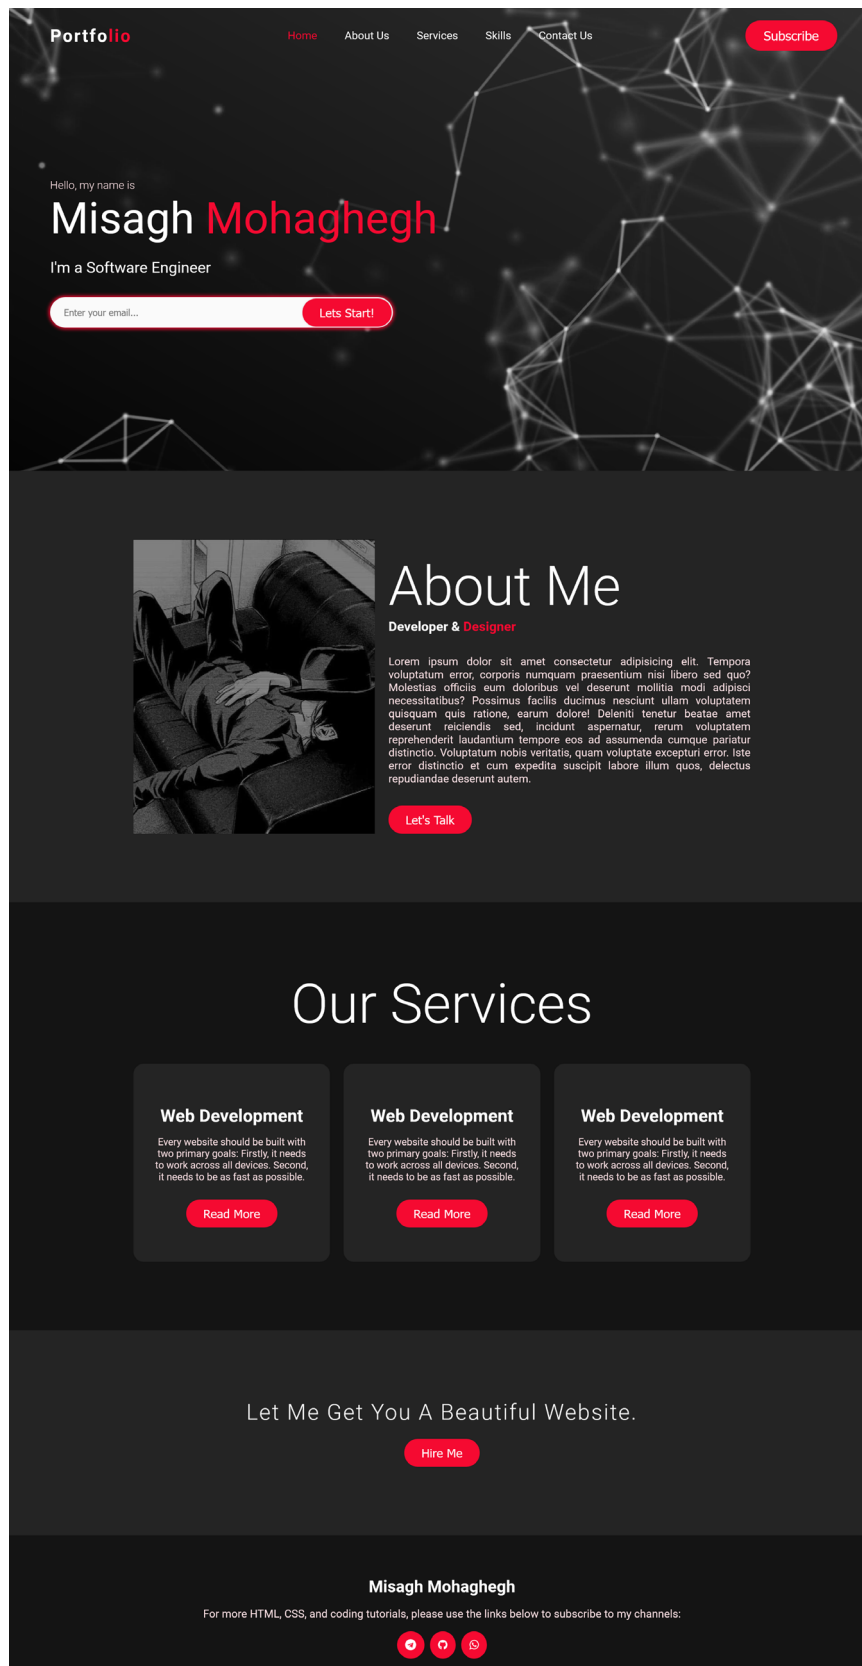 Portfolio
Home About Us Services Skills Contact Us
Subscribe
Hello, my name is
Misagh Mohaghegh
I'm a Software Engineer
Enter your email...
Lets Start!
About Me
Developer & Designer
Lorem ipsum dolor sit amet consectetur adipisicing elit. Tempora
voluptatum error, corporis numquam praesentium nisi libero sed quo?
Molestias officiis eum doloribus vel deserunt mollitia modi adipisci
necessitatibus? Possimus facilis ducimus nesciunt ullam voluptatem
quisquam quis ratione, earum dolore! Deleniti tenetur beatae amet
deserunt reiciendis sed, incidunt aspernatur, rerum voluptatem
reprehenderit laudantium tempore eos ad assumenda cumque pariatur
distinctio. Voluptatum nobis veritatis, quam voluptate excepturi error. Iste
error distinctio et cum expedita suscipit labore illum quos, delectus
repudiandae deserunt autem.
Let's Talk
Our Services
Web Development
Every website should be built with
two primary goals: Firstly, it needs
to work across all devices. Second,
it needs to be as fast as possible.
Read More
Web Development
Every website should be built with
two primary goals: Firstly, it needs
to work across all devices. Second,
it needs to be as fast as possible.
Read More
Web Development
Every website should be built with
two primary goals: Firstly, it needs
to work across all devices. Second,
it needs to be as fast as possible.
Read More
Let Me Get You A Beautiful Website.
Hire Me
Misagh Mohaghegh
For more HTML, CSS, and coding tutorials, please use the links below to subscribe to my channels: